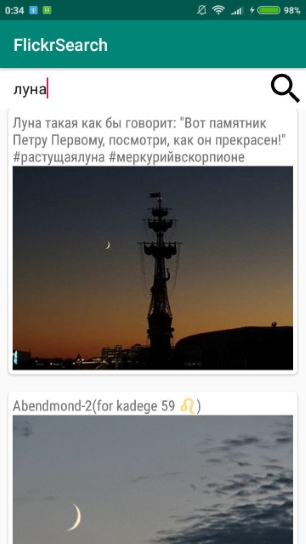 0:34 98%
FlickrSearch
луна
Луна такая как бы говорит: "Вот памятник
Петру Первому, посмотри, как он прекрасен!"
#растущаялуна #меркурийвскорпионе
Abendmond-2(for kadege 59 ♌)